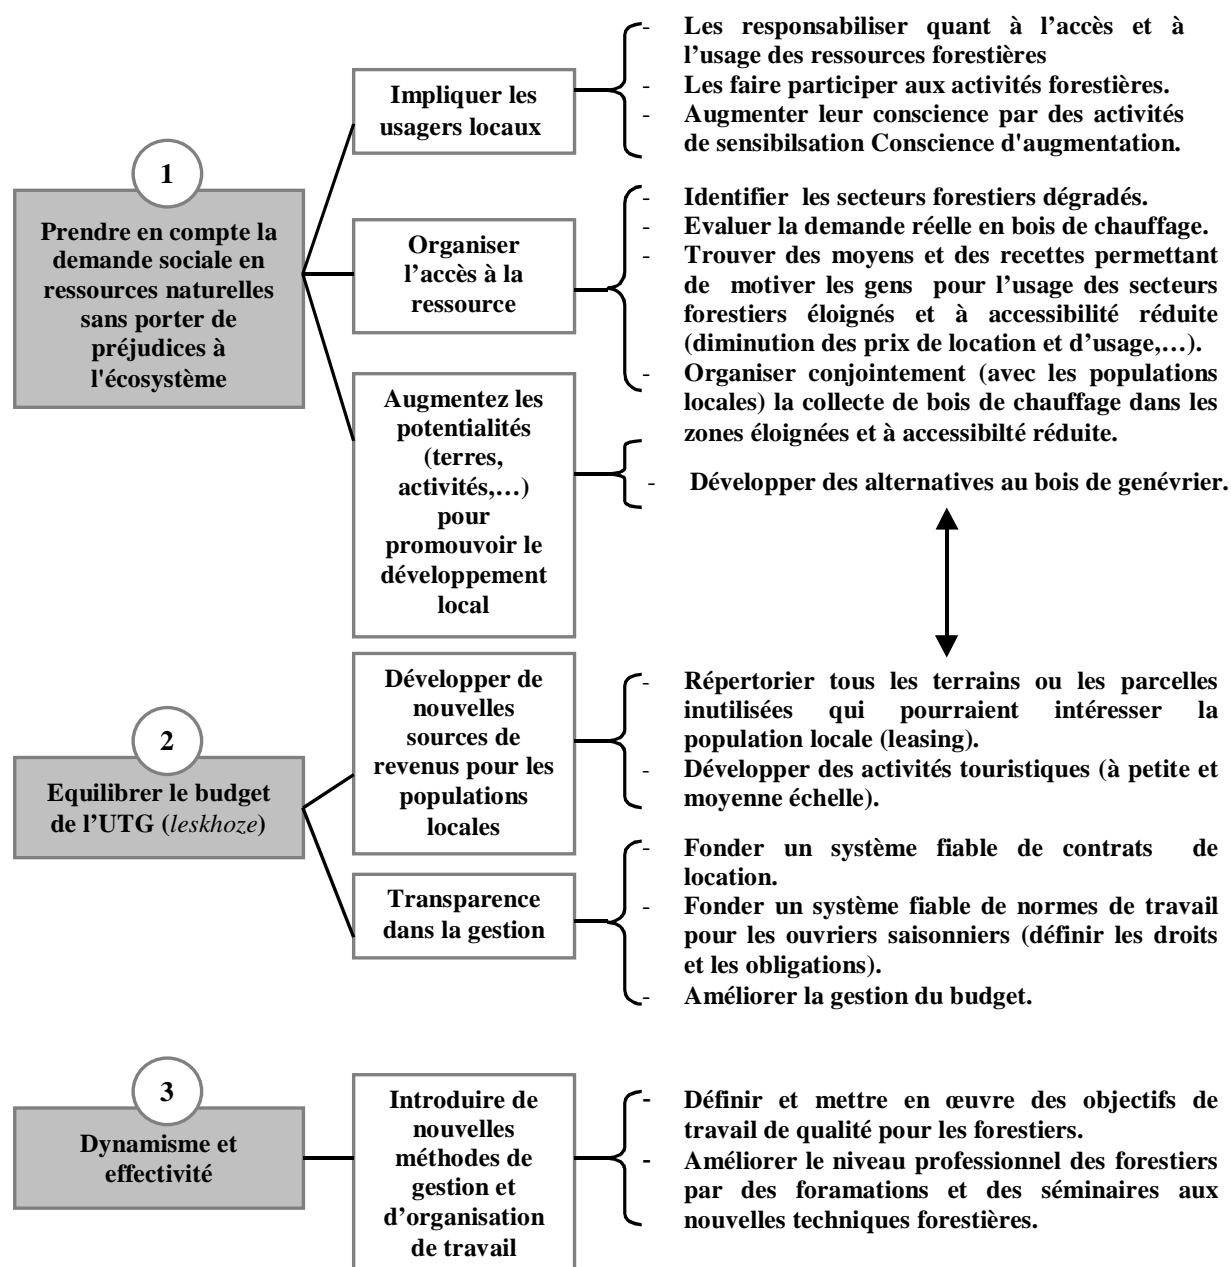 1
Prendre en compte la
demande sociale en
ressources naturelles
sans porter de
préjudices à
l'écosystème
Impliquer les
usagers locaux
- Les responsabiliser quant à l’accès et à
l’usage des ressources forestières
- Les faire participer aux activités forestières.
- Augmenter leur conscience par des activités
de sensibilsation Conscience d'augmentation.
Organiser
l’accès à la
ressource
- Identifier les secteurs forestiers dégradés.
- Evaluer la demande réelle en bois de chauffage.
- Trouver des moyens et des recettes permettant
de motiver les gens pour l’usage des secteurs
forestiers éloignés et à accessibilité réduite
(diminution des prix de location et d’usage,…).
- Organiser conjointement (avec les populations
locales) la collecte de bois de chauffage dans les
zones éloignées et à accessibilté réduite.
Augmentez les
potentialités
(terres,
activités,…)
pour
promouvoir le
développement
local
- Développer des alternatives au bois de genévrier.
2
Equilibrer le budget
de l’UTG (leskhoze)
Développer de
nouvelles
sources de
revenus pour les
populations
locales
- Répertorier tous les terrains ou les parcelles
inutilisées qui pourraient intéresser la
population locale (leasing).
- Développer des activités touristiques (à petite et
moyenne échelle).
Transparence
dans la gestion
- Fonder un système fiable de contrats de
location.
- Fonder un système fiable de normes de travail
pour les ouvriers saisonniers (définir les droits
et les obligations).
- Améliorer la gestion du budget.
3
Dynamisme et
effectivité
Introduire de
nouvelles
méthodes de
gestion et
d’organisation
de travail
- Définir et mettre en œuvre des objectifs de
travail de qualité pour les forestiers.
- Améliorer le niveau professionnel des forestiers
par des foramations et des séminaires aux
nouvelles techniques forestières.